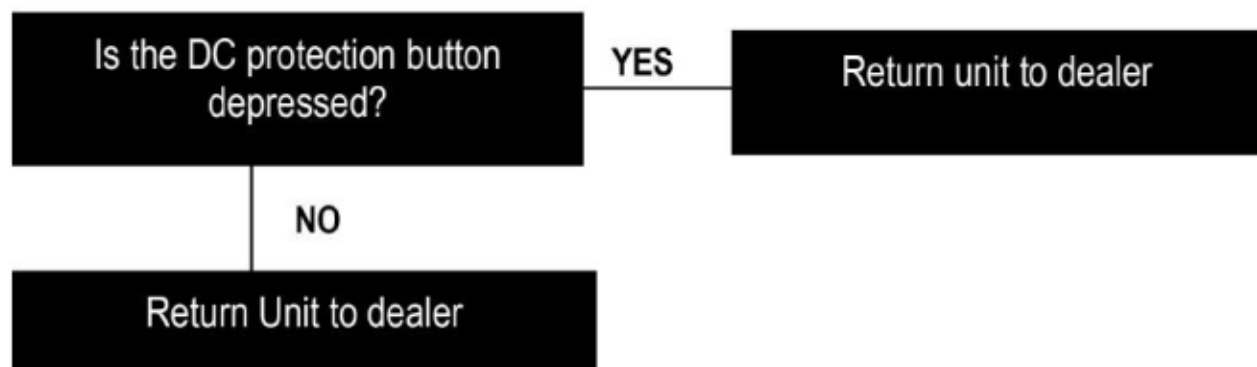 Is the DC protection button
depressed?
YES
Return unit to dealer
NO
Return Unit to dealer